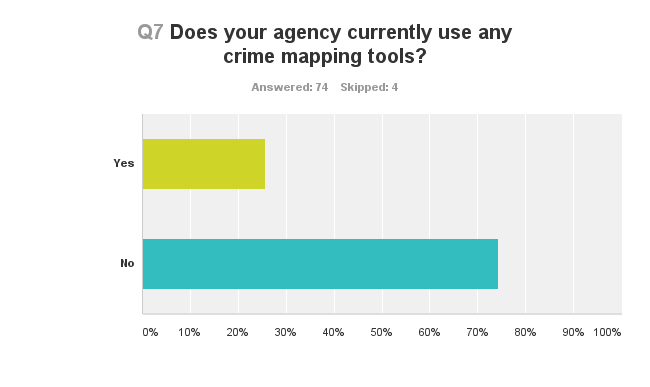 Q7 Does your agency currently use any
crime mapping tools?
Answered: 74 Skipped: 4
Yes
No
0% 10% 20% 30% 40% 50% 60% 70% 80% 90% 100%